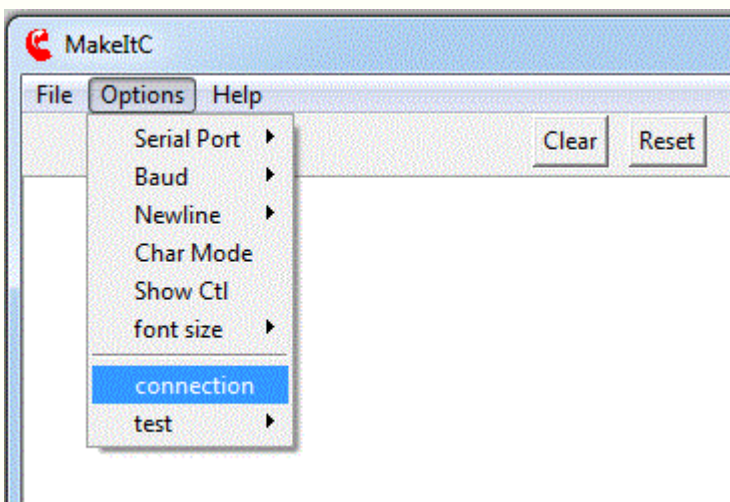 MakeItC
File Options Help
Clear Reset
Serial Port
Baud
Newline
Char Mode
Show Ctl
font size
connection
test